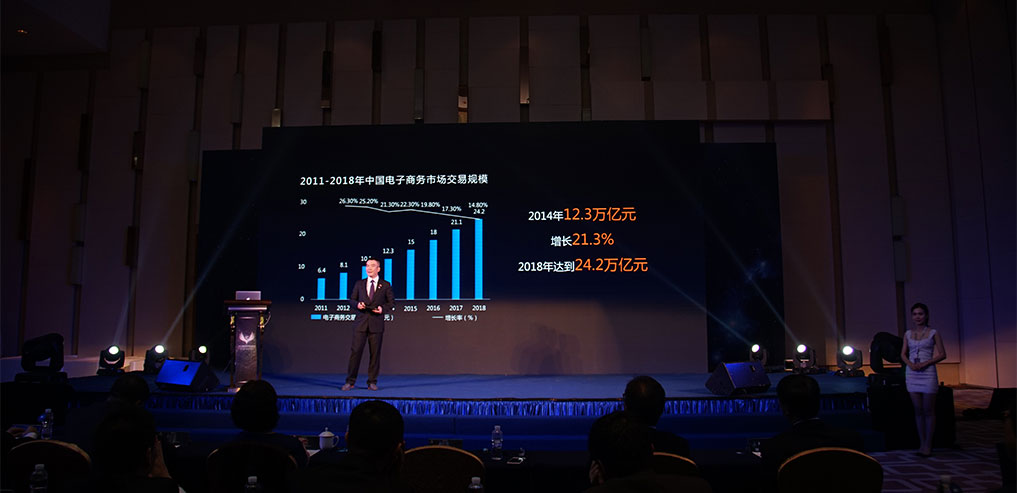 2011-2018年中国电子商务市场交易规模
30
20
10
0
26.30% 25.20% 21.30% 22.30% 19.80% 17.30% 14.80%
6.4 8.1 12.3 15 18 21.1 24.2
2011 2012 2015 2016 2017 2018
电子商务交易 元）
增长率（%）
2014年12.3万亿元
增长21.3%
2018年达到24.2万亿元